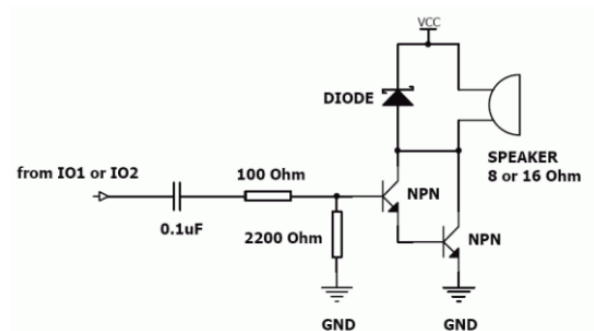 VCC
DIODE
SPEAKER
8 or 16 Ohm
from IO1 or IO2
100 Ohm
NPN
0.1uF
2200 Ohm
NPN
GND
GND